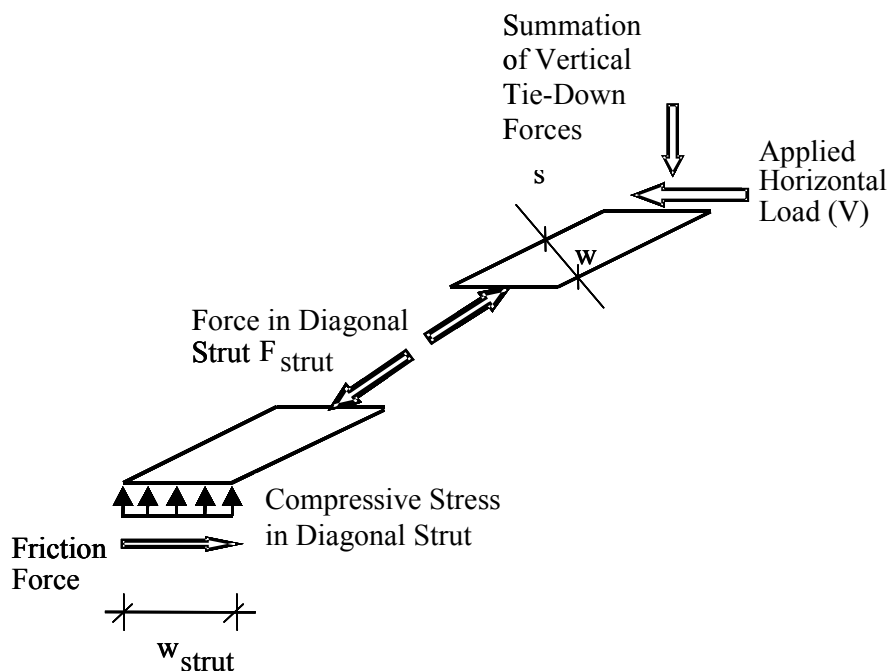 Summation
of Vertical
Tie-Down
Forces
Applied
Horizontal
Load (V)
s
w
Force in Diagonal
Strut F strut
Compressive Stress
in Diagonal Strut
Friction
Force
w strut